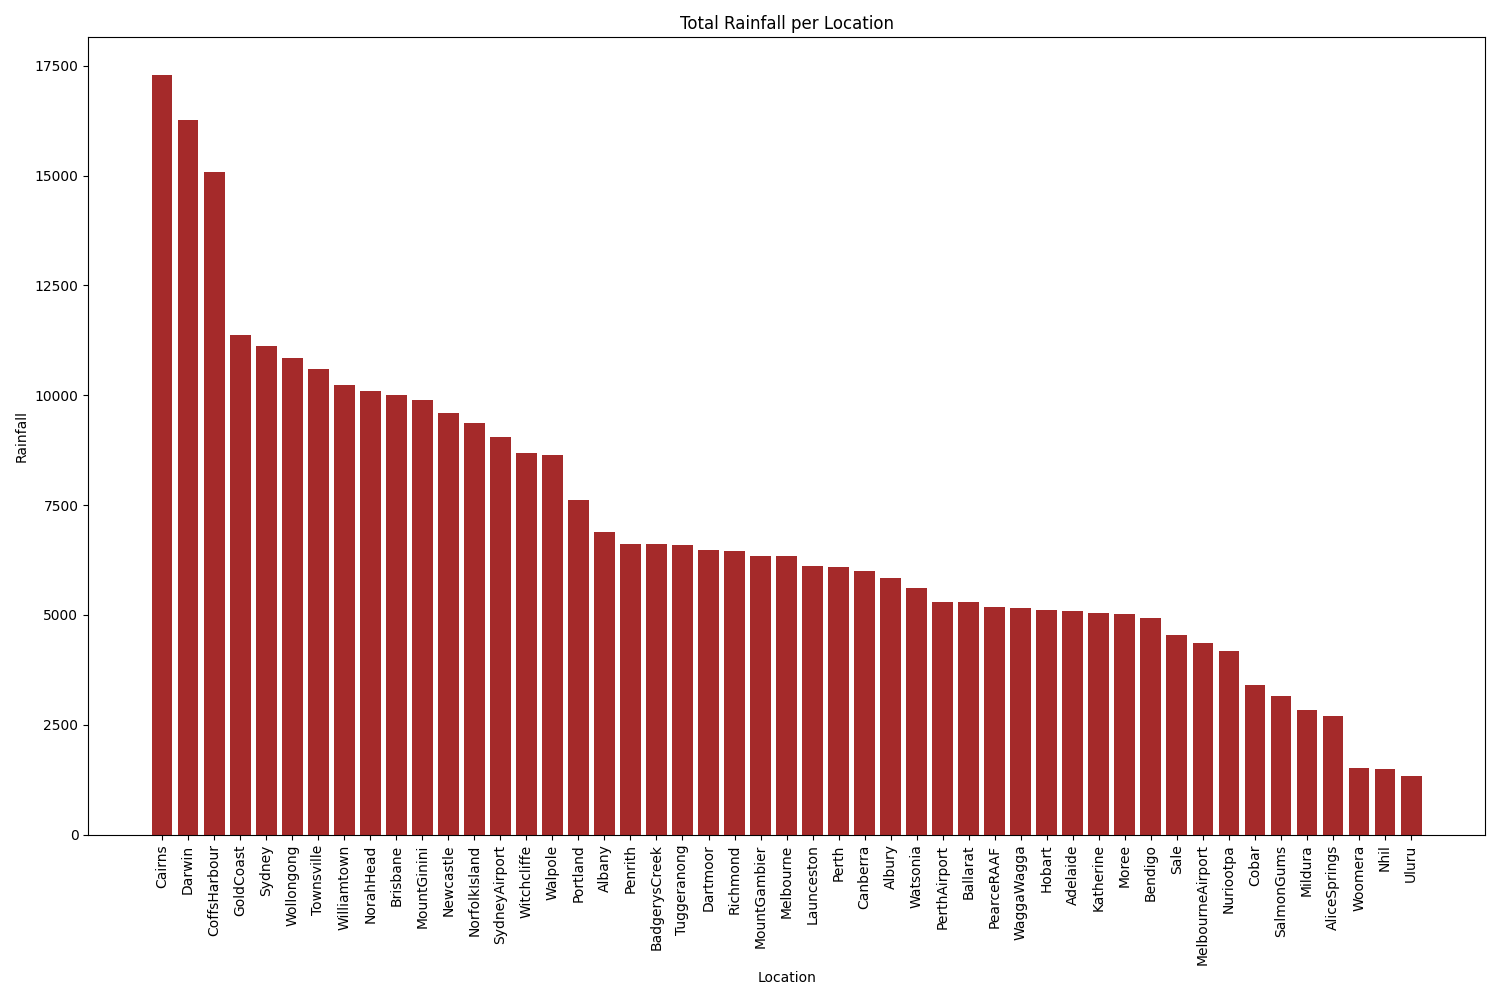 Total Rainfall per Location
17500
15000
12500
10000
7500
5000
2500
0
Rainfall
Cairns
Darwin
CoffsHarbour
GoldCoast
Sydney
Wollongong
Townsville
Williamtown
NorahHead
Brisbane
MountGinini
Newcastle
NorfolkIsland
SydneyAirport
Witchcliffe
Walpole
Portland
Albany
Penrith
BadgerysCreek
Tuggeranong
Dartmoor
Richmond
MountGambier
Melbourne
Launceston
Perth
Canberra
Albury
Watsonia
PerthAirport
Ballarat
PearceRAAF
WaggaWagga
Hobart
Adelaide
Katherine
Moree
Bendigo
Sale
MelbourneAirport
Nuriootpa
Cobar
SalmonGums
Mildura
AliceSprings
Woomera
Nhil
Uluru
Location